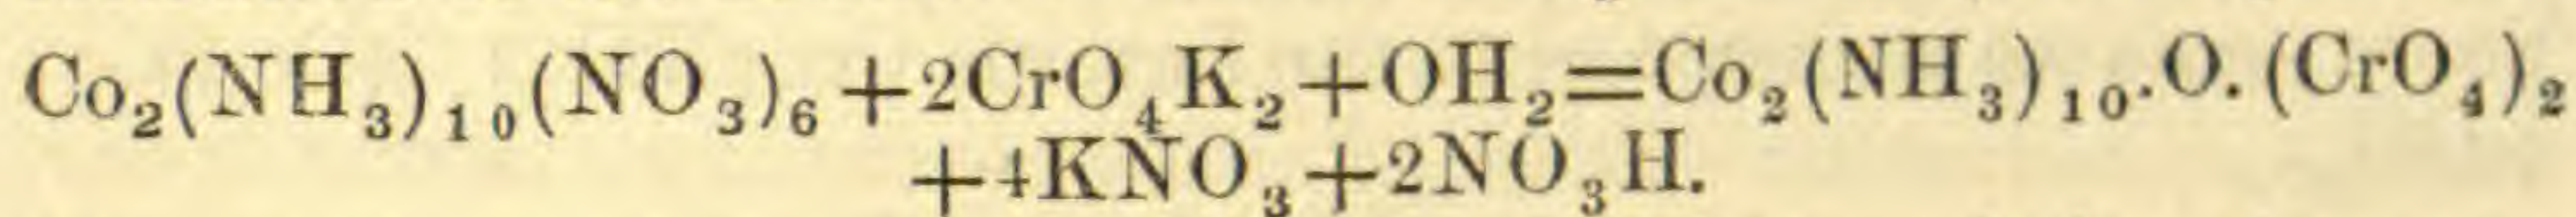 Co₂(NH₃)₁₀(NO₃)₆+2CrO₄K₂+OH₂=Co₂(NH₃)₁₀.O.(CrO₄)₂
+4KNO₃+2NO₃H.